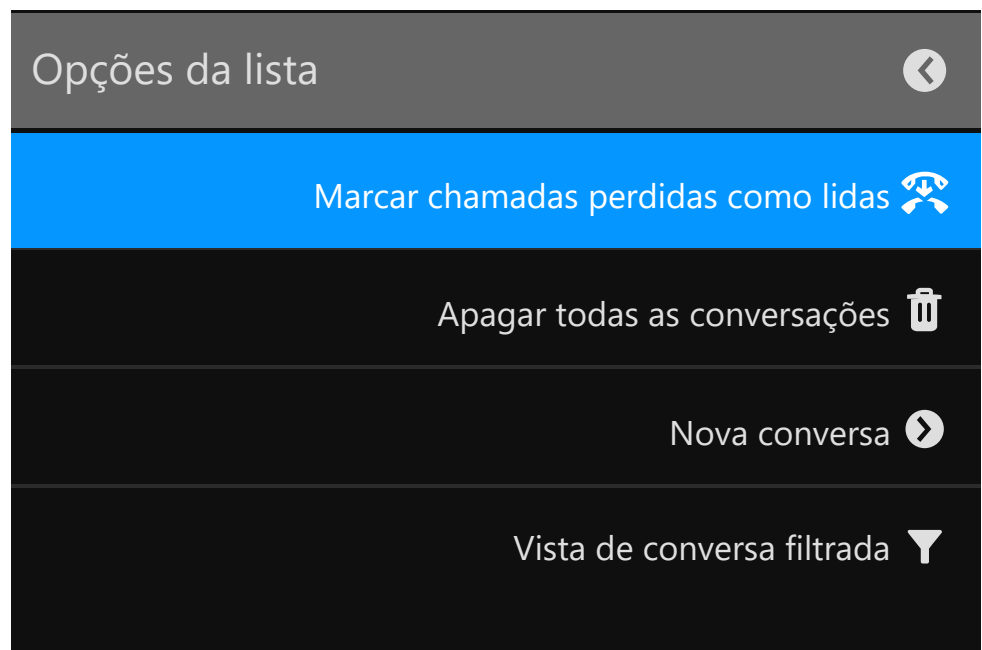 Opções da lista
Marcar chamadas perdidas como lidas
Apagar todas as conversações
Nova conversa
Vista de conversa filtrada